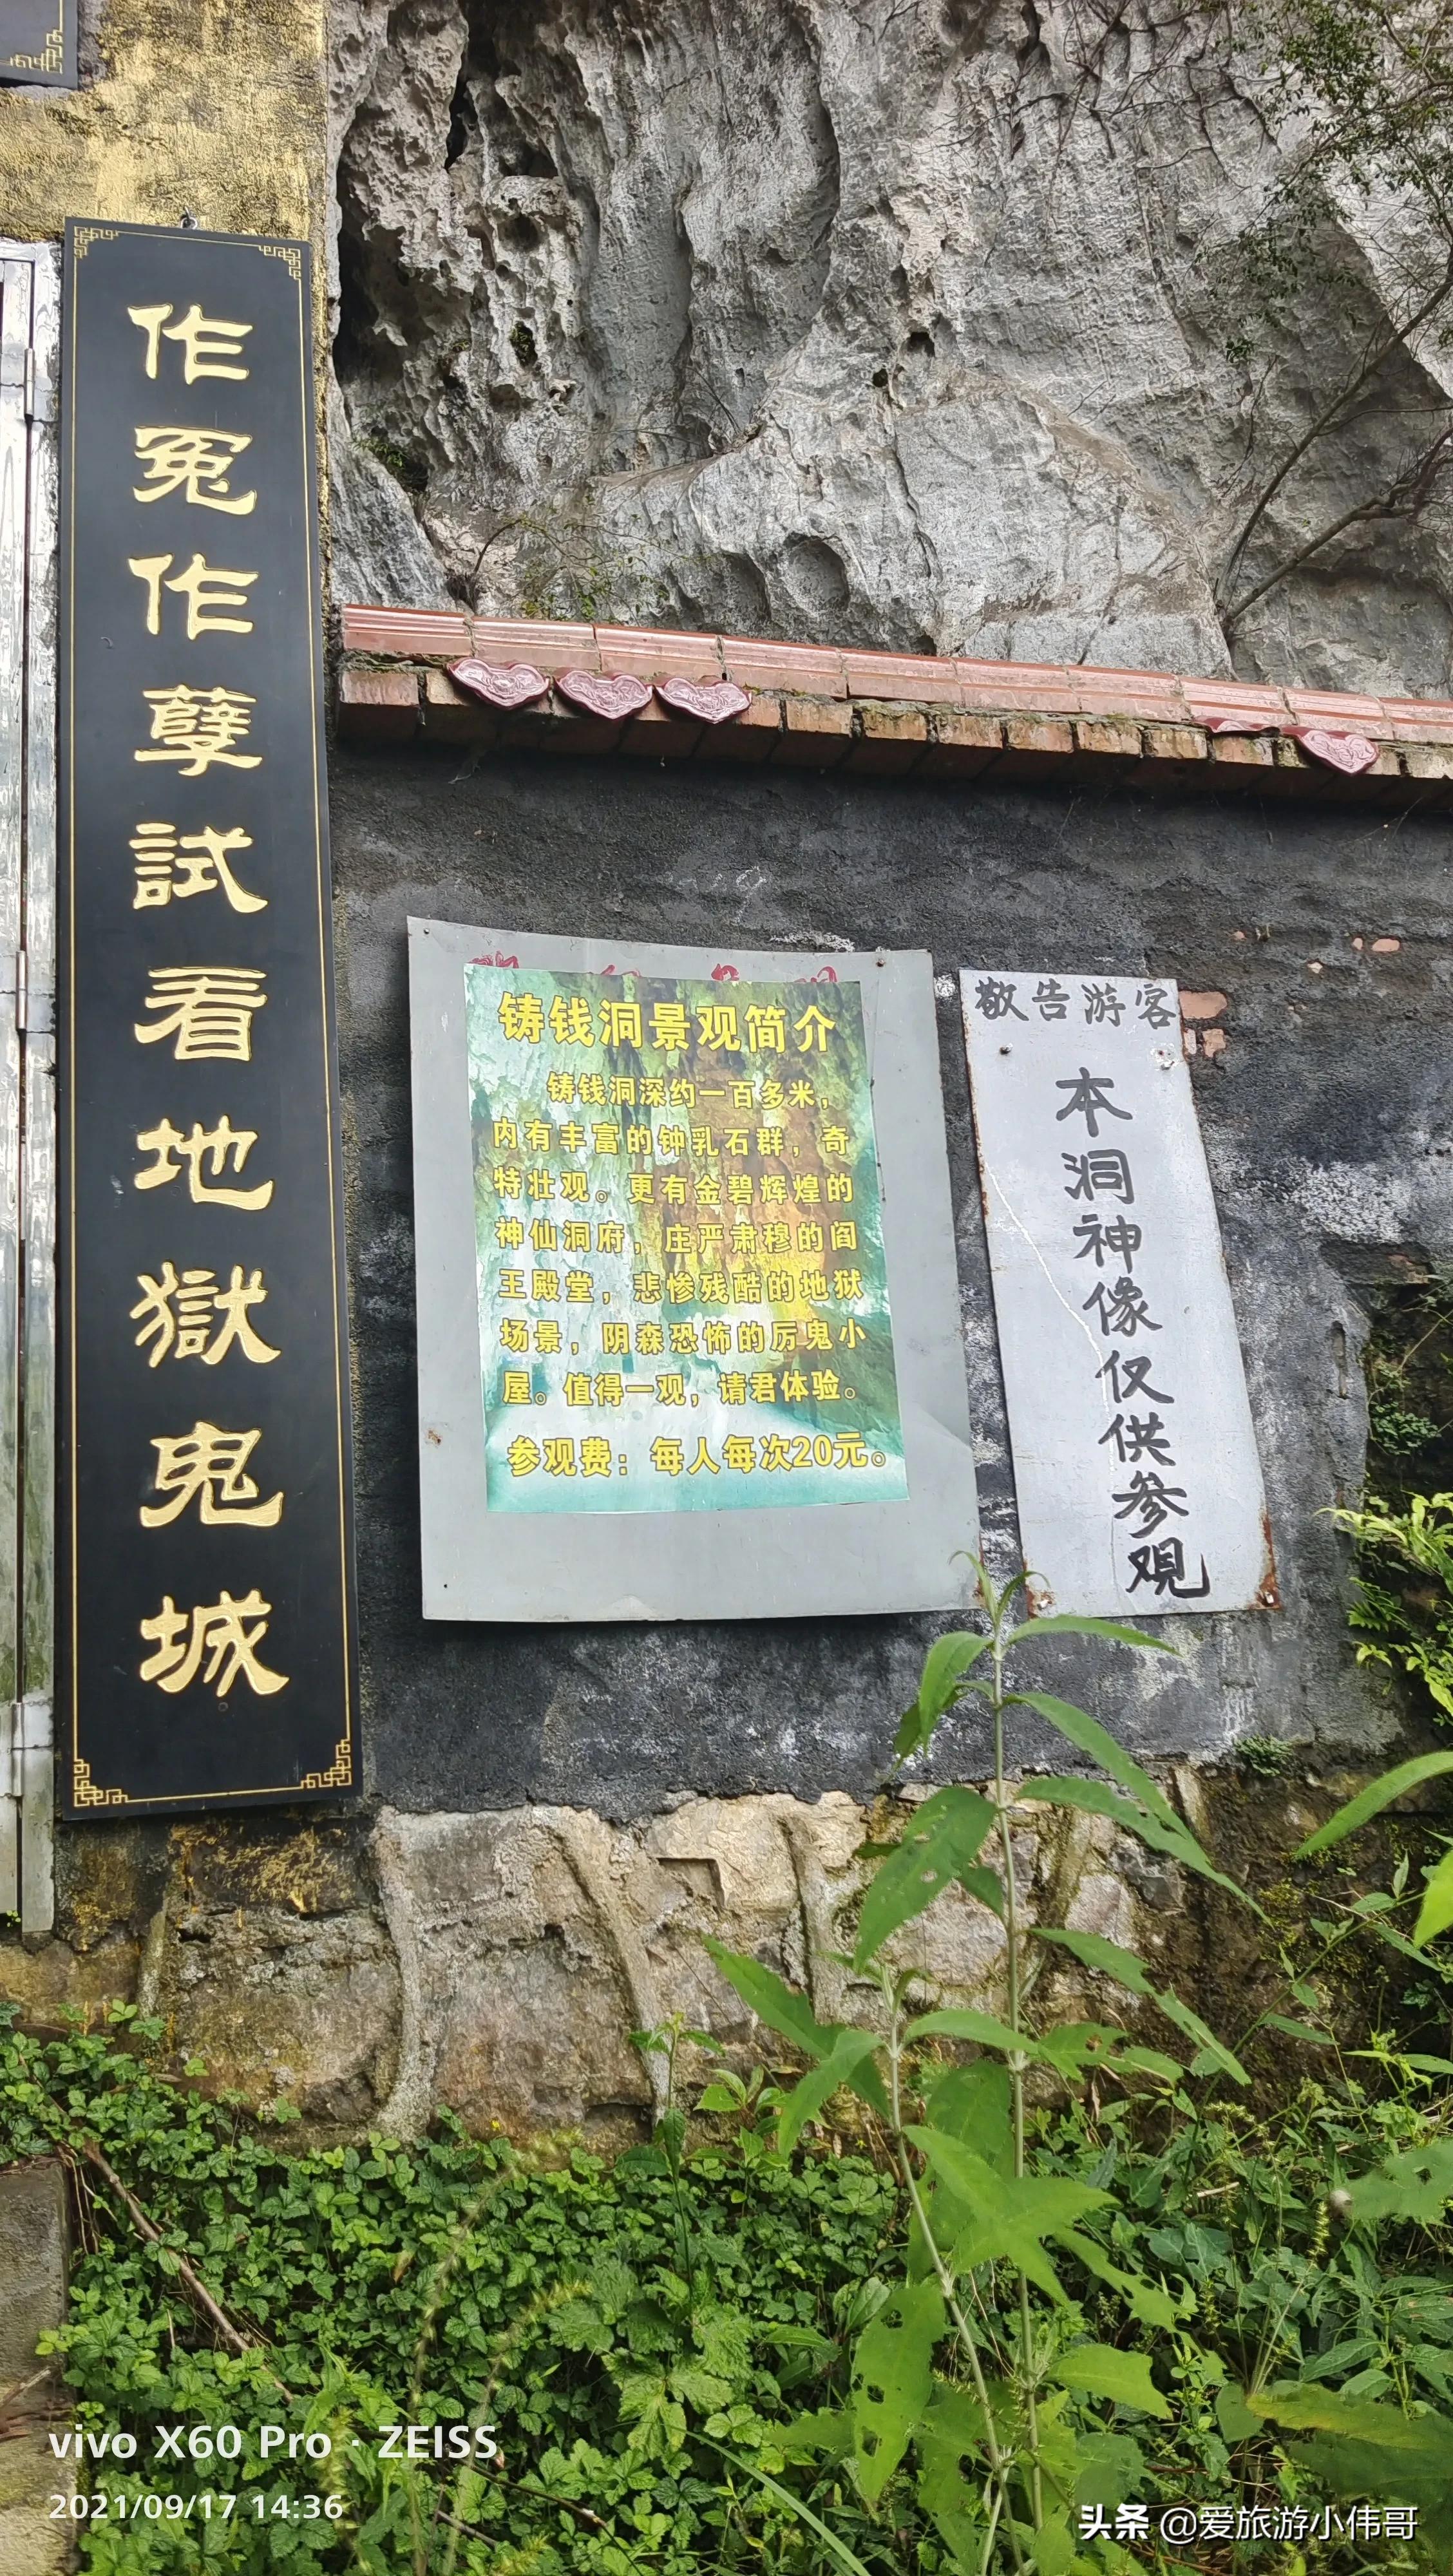 作冤作孽試看地獄鬼城
铸钱洞景观简介
铸钱洞深约一百多米，
内有丰富的钟乳石群，奇
特壮观。更有金碧辉煌的
神仙洞府，庄严肃穆的阎
王殿堂，悲惨残酷的地狱
场景，阴森恐怖的厉鬼小
屋。值得一观，请君体验。
参观费：每人每次20元。
敬告游客
本洞神像仅供参观
vivo X60 Pro · ZEISS
2021/09/17 14:36
头条 @爱旅游小伟哥